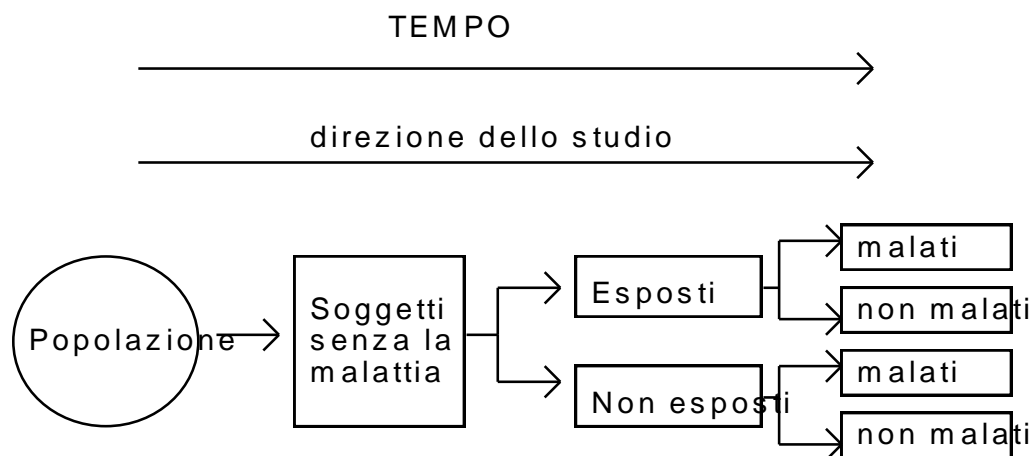 TEMPO
direzione dello studio
Popolazione
Soggetti
senza la
malattia
Esposti
Non esposti
malati
non malati
malati
non malati